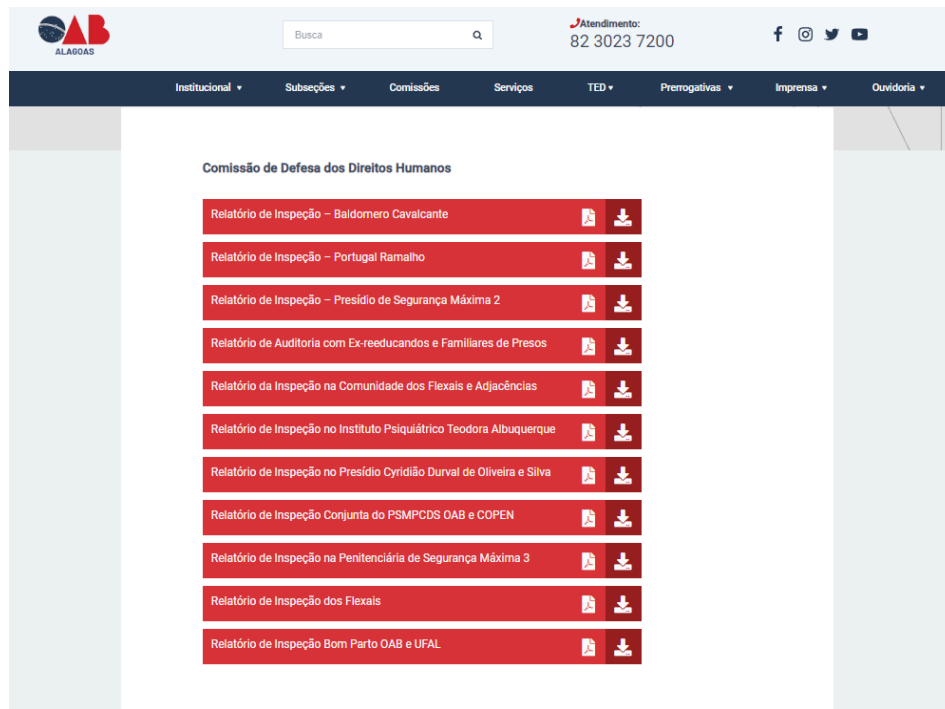 OAB
ALAGOAS
Busca
Atendimento:
82 3023 7200
Institucional
Subseções
Comissões
Serviços
TED
Prerrogativas
Imprensa
Ouvidoria
Comissão de Defesa dos Direitos Humanos
Relatório de Inspeção – Baldomero Cavalcante
Relatório de Inspeção – Portugal Ramalho
Relatório de Inspeção – Presídio de Segurança Máxima 2
Relatório de Auditoria com Ex-reeducandos e Familiares de Presos
Relatório da Inspeção na Comunidade dos Flexais e Adjacências
Relatório de Inspeção no Instituto Psiquiátrico Teodora Albuquerque
Relatório de Inspeção no Presídio Cyridião Durval de Oliveira e Silva
Relatório de Inspeção Conjunta do PSMPCDS OAB e COPEN
Relatório de Inspeção na Penitenciária de Segurança Máxima 3
Relatório de Inspeção dos Flexais
Relatório de Inspeção Bom Parto OAB e UFAL